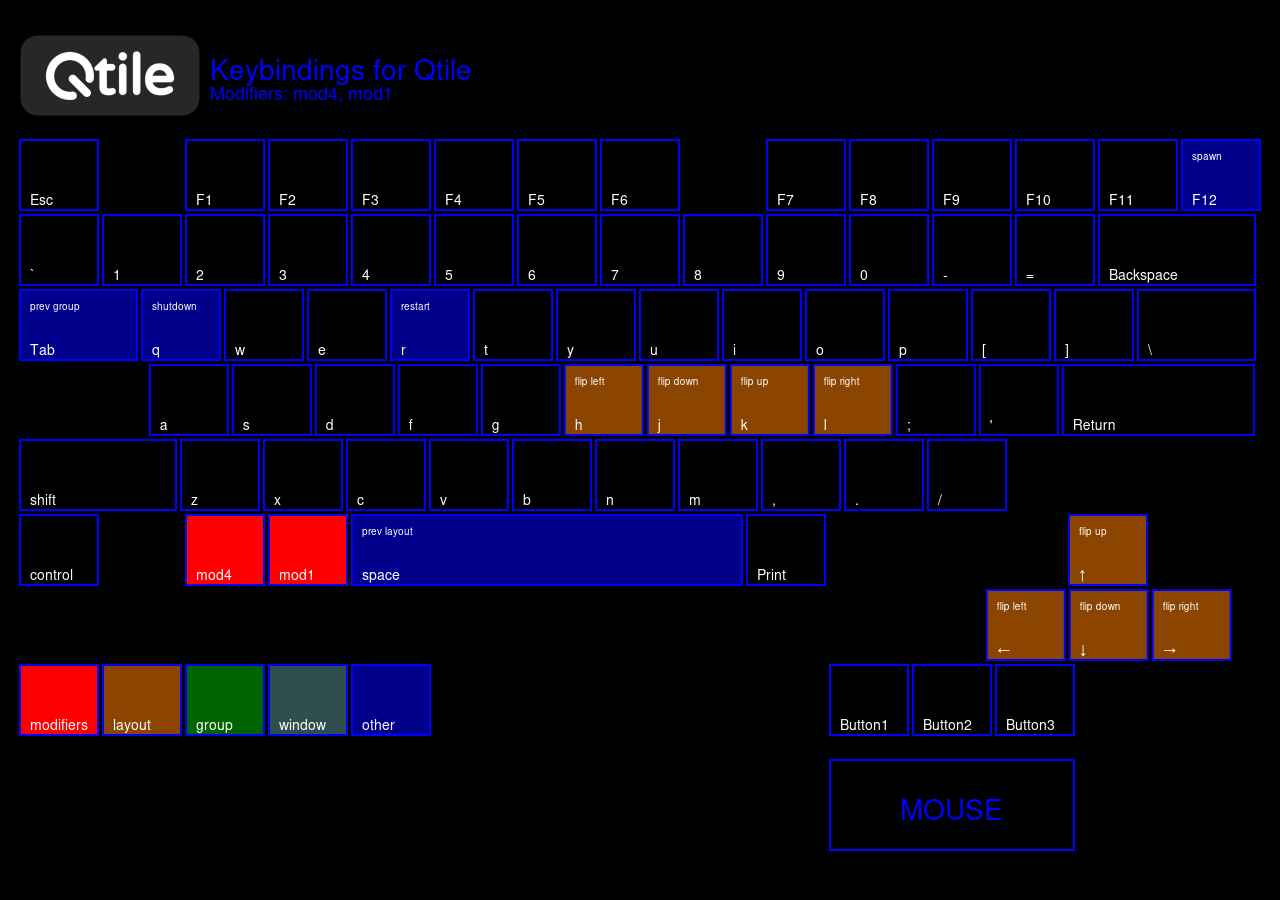 Qtile
Keybindings for Qtile
Modifiers: mod4, mod1
spawn
Esc F1 F2 F3 F4 F5 F6 F7 F8 F9 F10 F11 F12
` 1 2 3 4 5 6 7 8 9 0 - = Backspace
prev group shutdown restart
Tab q w e r t y u i o p [ ] \
flip left flip down flip up flip right
a s d f g h j k l ; ' Return
shift z x c v b n m , . /
prev layout flip up
control mod4 mod1 space Print ↑
flip left flip down flip right
← ↓ →
modifiers layout group window other Button1 Button2 Button3
MOUSE